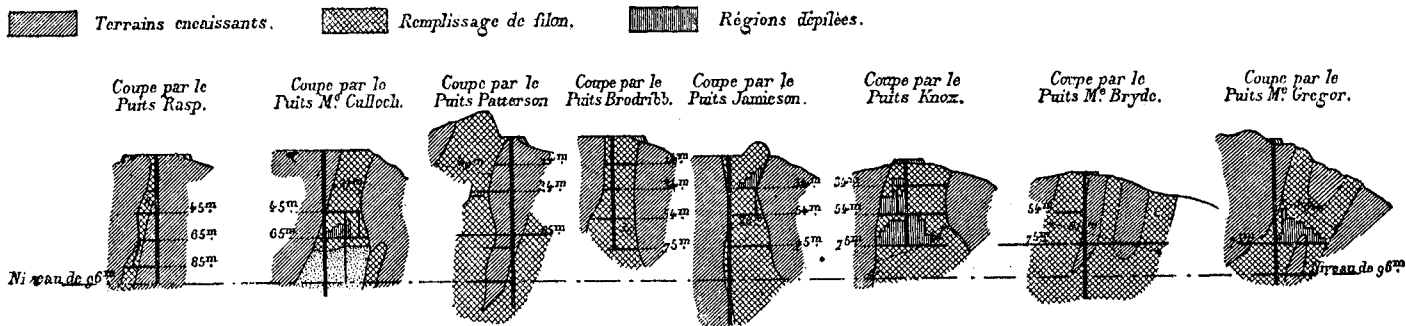 Terrains encaissants.
Remplissage de filon.
Régions dépilées.
Coupe par le
Puits Rasp.
Coupe par le
Puits Mc Culloch.
Coupe par le
Puits Patterson
Coupe par le
Puits Brodribb.
Coupe par le
Puits Jamieson.
Coupe par le
Puits Knox.
Coupe par le
Puits Mc Bryde.
Coupe par le
Puits Mc Gregor.
45m
65m
85m
45m
65m
54m
75m
34m
54m
34m
54m
75m
54m
75m
Niveau de 96m
Niveau de 96m